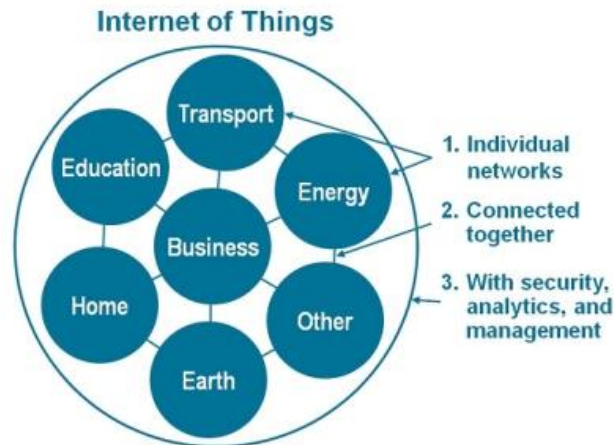 Internet of Things
Transport
Education
Energy
Business
Home
Other
Earth
1. Individual
networks
2. Connected
together
3. With security,
analytics, and
management